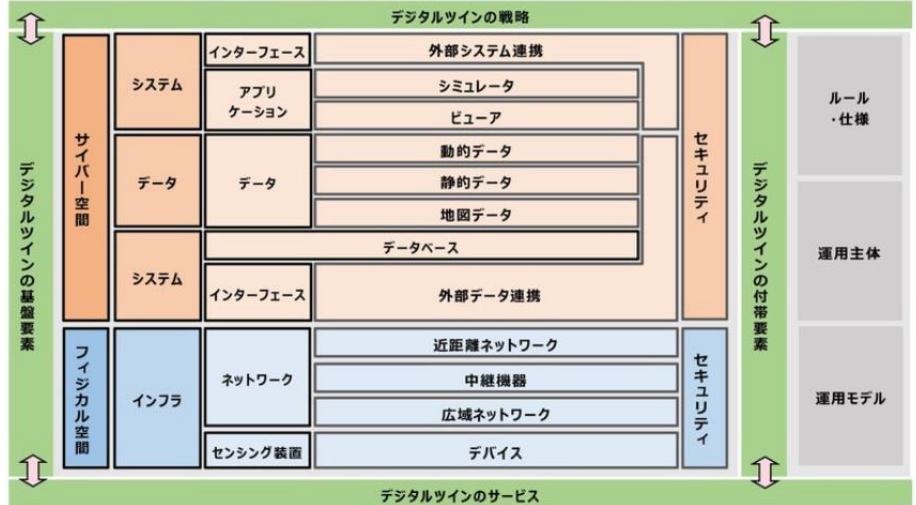 デジタルツインの戦略
デジタルツインの基盤要素
サイバー空間
システム
インターフェース
外部システム連携
アプリ
ケーション
シミュレータ
ビューア
データ
データ
動的データ
静的データ
地図データ
システム
データベース
インターフェース
外部データ連携
セキュリティ
フィジカル空間
インフラ
ネットワーク
近距離ネットワーク
中継機器
広域ネットワーク
センシング装置
デバイス
セキュリティ
デジタルツインの付帯要素
ルール
・仕様
運用主体
運用モデル
デジタルツインのサービス